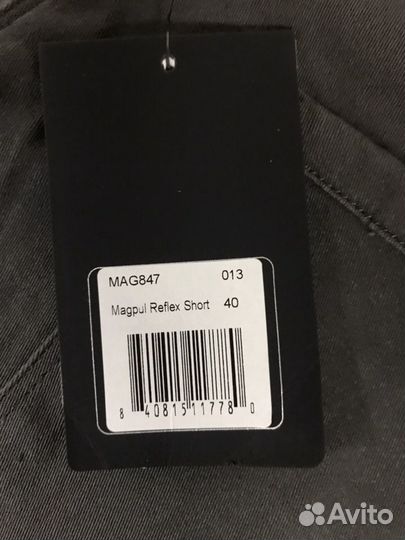 MAG847 013
Magpul Reflex Short 40
8 40815 11778 0
Avito